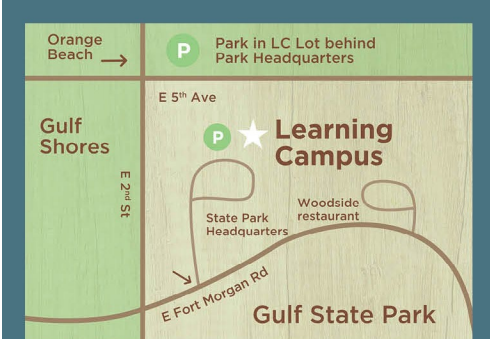 Orange
Beach
P
Park in LC Lot behind
Park Headquarters
E 5th Ave
Gulf
Shores
P
Learning
Campus
E 2nd St
State Park
Headquarters
Woodside
restaurant
E Fort Morgan Rd
Gulf State Park